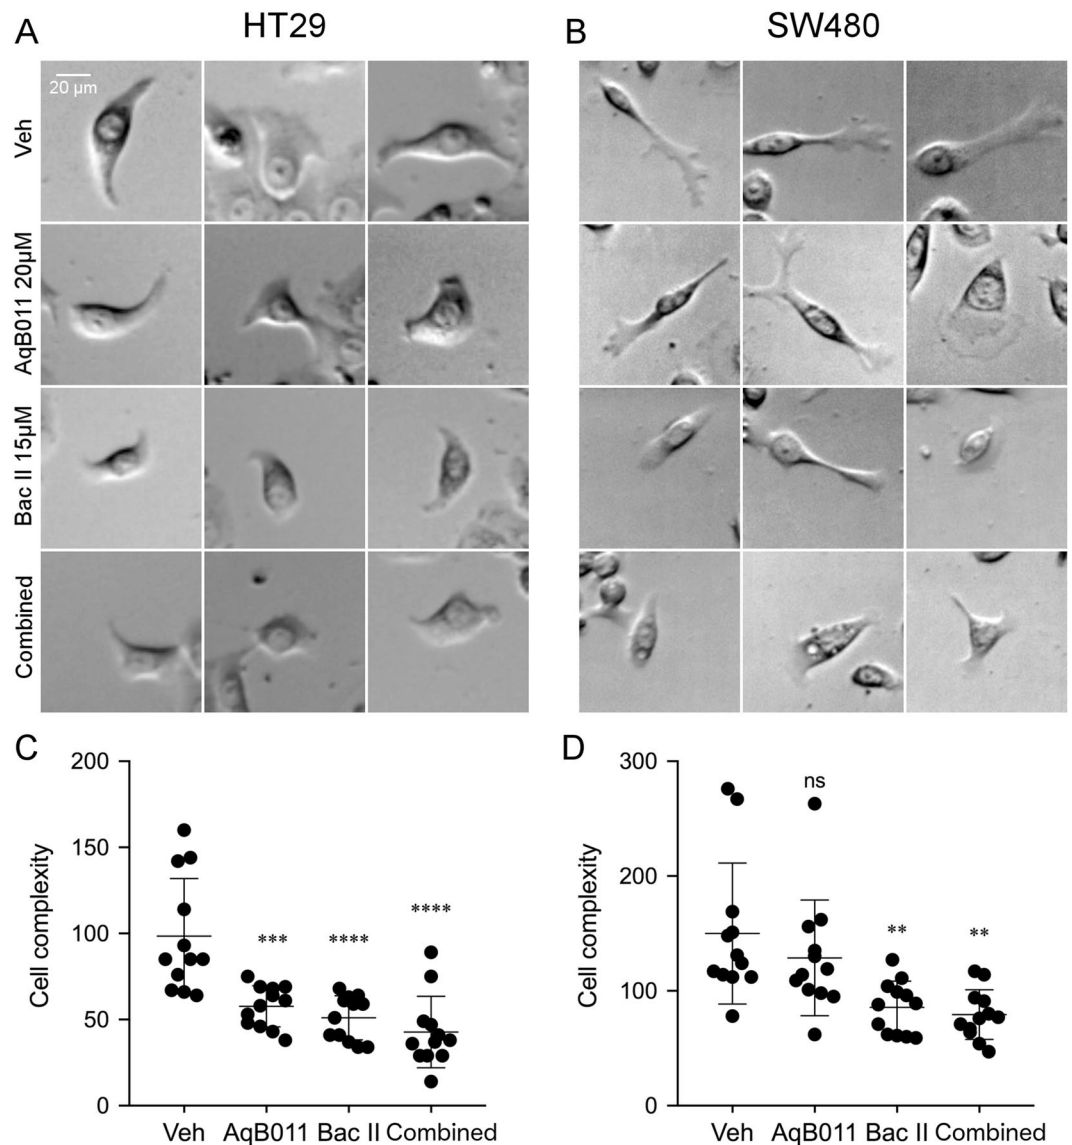 A
HT29
B
SW480
20 µm
Veh
AqB011 20µM
Bac II 15µM
Combined
C
D
200
150
100
50
0
Cell complexity
***
****
****
Veh
AqB011
Bac II
Combined
300
200
100
0
Cell complexity
ns
**
**
Veh
AqB011
Bac II
Combined